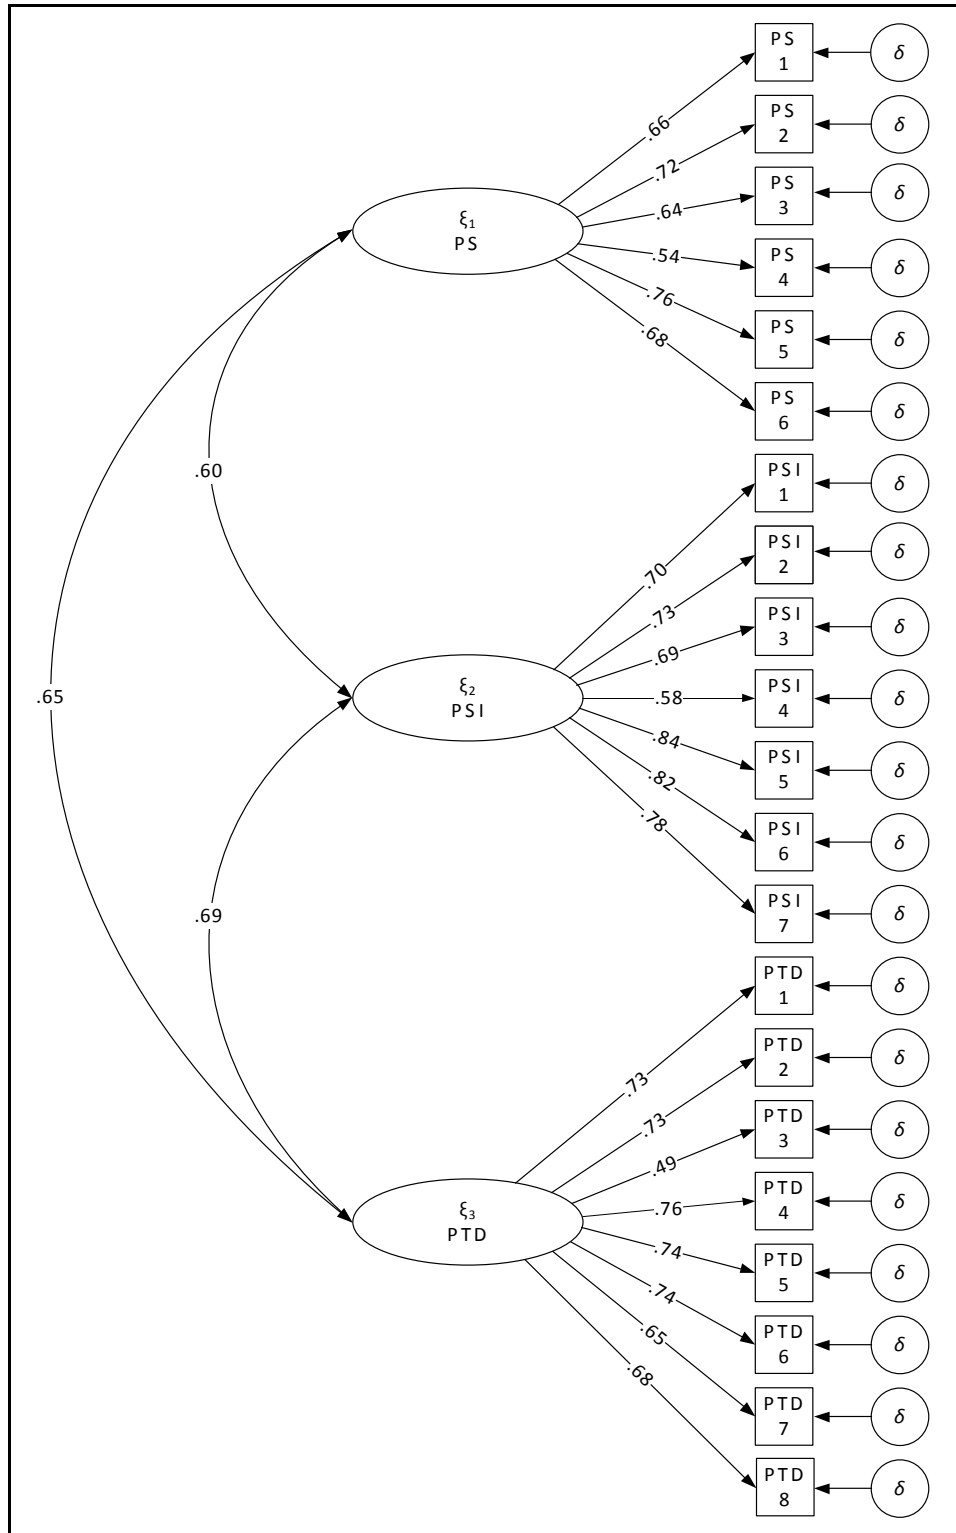 PS
1
δ
.66
PS
2
δ
.72
PS
3
δ
.64
ξ₁
PS
PS
4
δ
.54
PS
5
δ
.76
PS
6
δ
.68
.60
PSI
1
δ
.70
PSI
2
δ
.73
PSI
3
δ
.69
ξ₂
PSI
PSI
4
δ
.58
.65
PSI
5
δ
.84
PSI
6
δ
.82
PSI
7
δ
.78
.69
PTD
1
δ
.73
PTD
2
δ
.73
PTD
3
δ
.49
ξ₃
PTD
PTD
4
δ
.76
PTD
5
δ
.74
PTD
6
δ
.74
PTD
7
δ
.65
PTD
8
δ
.68